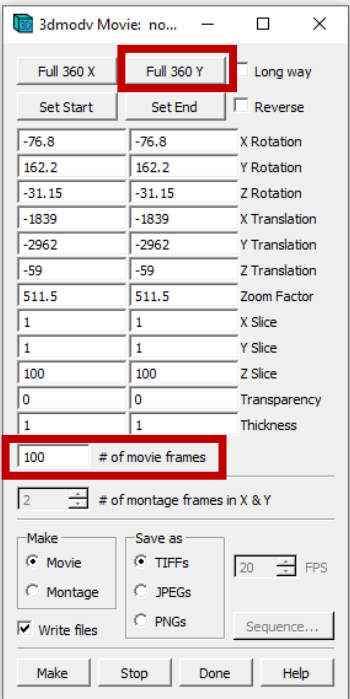 3dmodv Movie: no...
Full 360 X Full 360 Y Long way
Set Start Set End Reverse
-76.8 -76.8 X Rotation
162.2 162.2 Y Rotation
-31.15 -31.15 Z Rotation
-1839 -1839 X Translation
-2962 -2962 Y Translation
-59 -59 Z Translation
511.5 511.5 Zoom Factor
1 1 X Slice
1 1 Y Slice
100 100 Z Slice
0 0 Transparency
1 1 Thickness
100 # of movie frames
2 # of montage frames in X & Y
Make Save as
Movie TIFFs 20 FPS
Montage JPEGs
Write files PNGs Sequence...
Make Stop Done Help